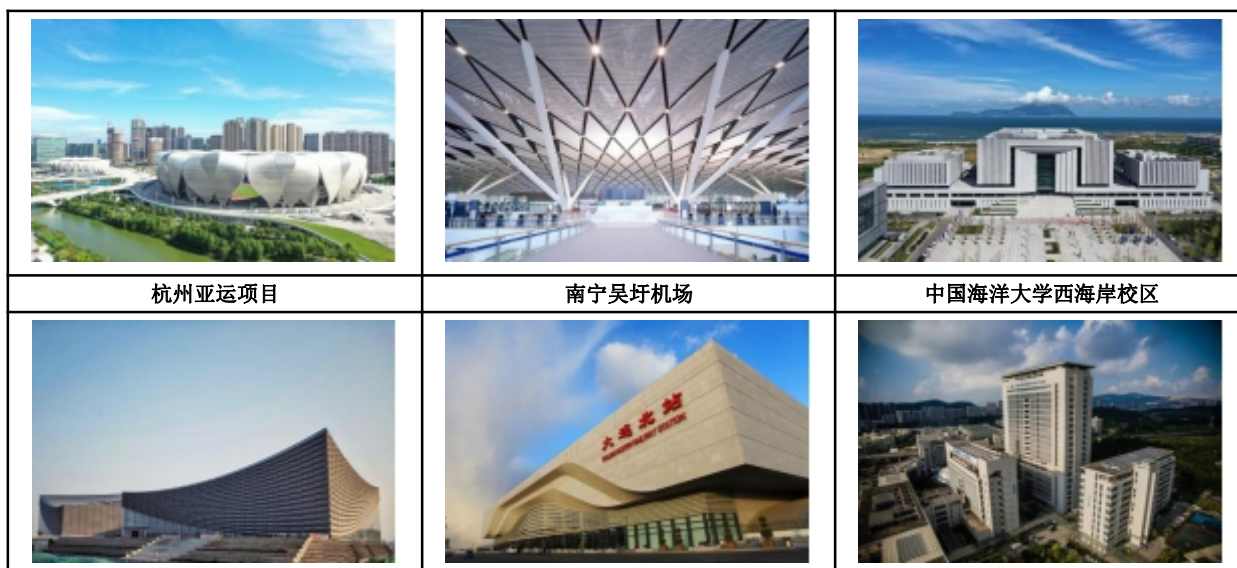 杭州亚运项目
南宁吴圩机场
中国海洋大学西海岸校区
大连北站